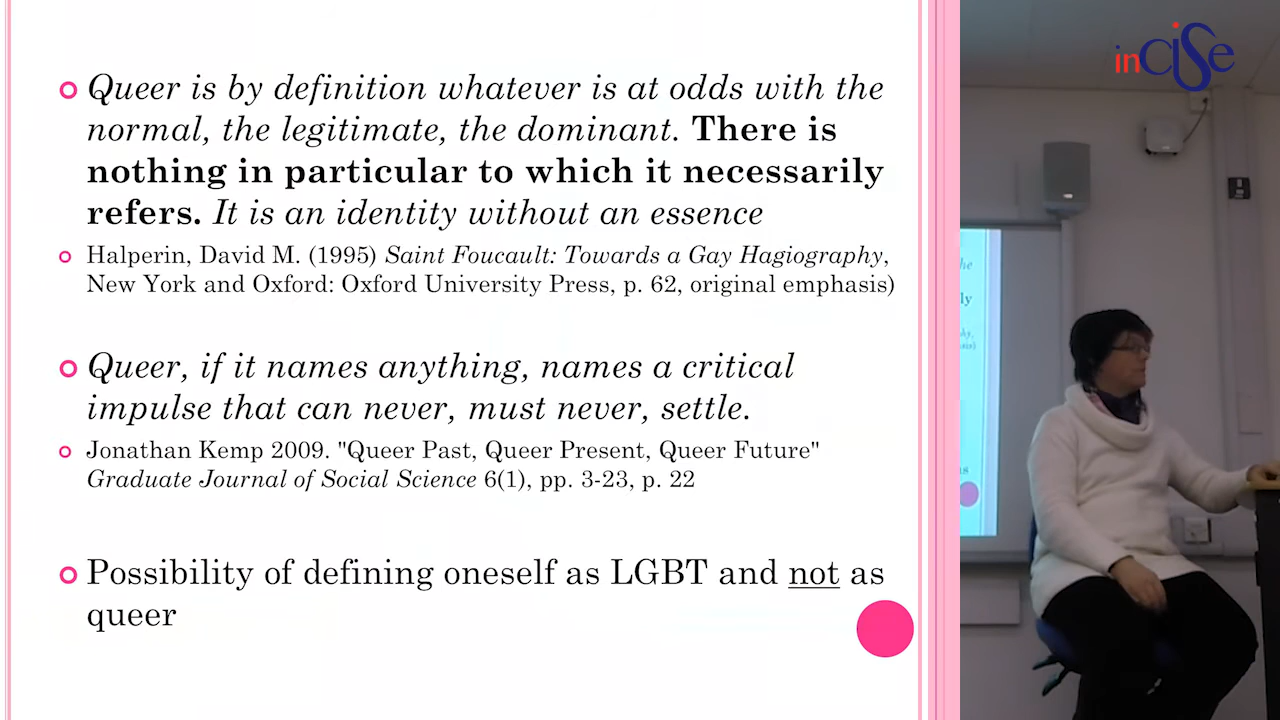 inCISe
Queer is by definition whatever is at odds with the
normal, the legitimate, the dominant. There is
nothing in particular to which it necessarily
refers. It is an identity without an essence
Halperin, David M. (1995) Saint Foucault: Towards a Gay Hagiography,
New York and Oxford: Oxford University Press, p. 62, original emphasis)
Queer, if it names anything, names a critical
impulse that can never, must never, settle.
Jonathan Kemp 2009. "Queer Past, Queer Present, Queer Future"
Graduate Journal of Social Science 6(1), pp. 3-23, p. 22
Possibility of defining oneself as LGBT and not as
queer